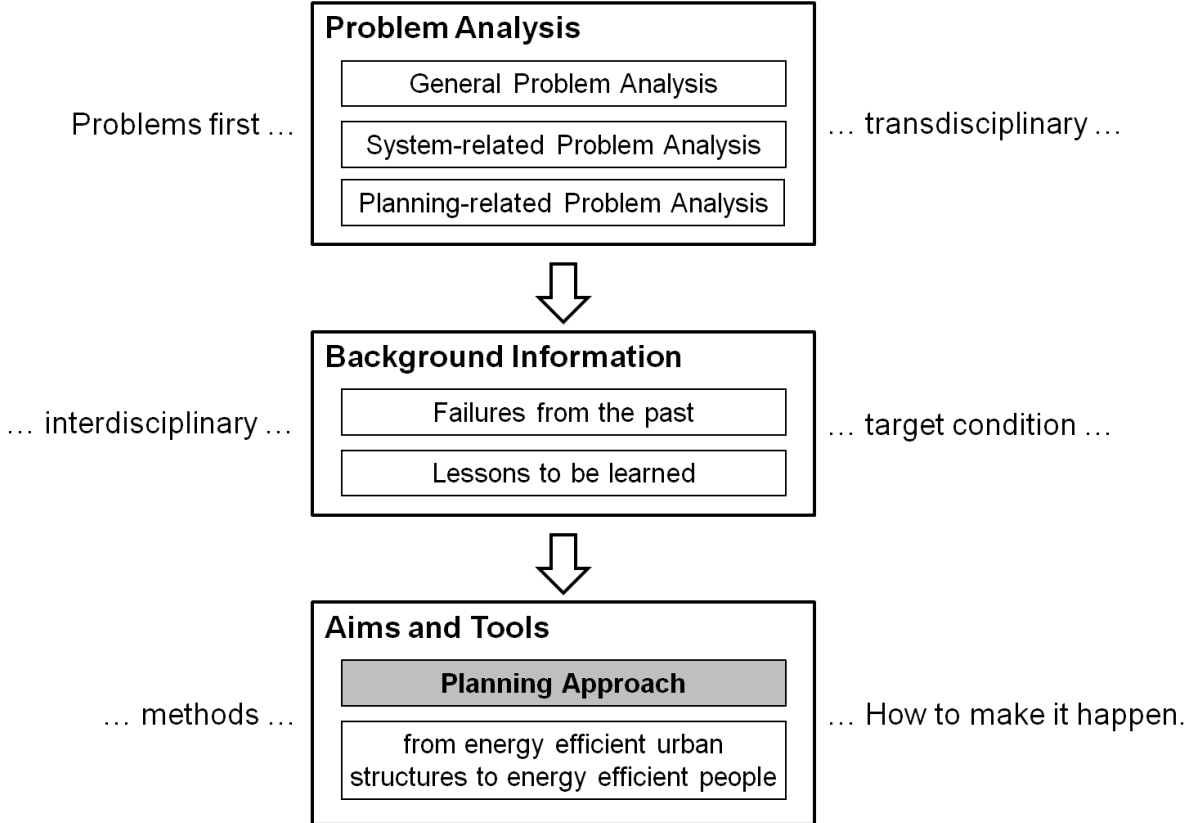 Problem Analysis
General Problem Analysis
Problems first …
… transdisciplinary …
System-related Problem Analysis
Planning-related Problem Analysis
Background Information
Failures from the past
… interdisciplinary …
… target condition …
Lessons to be learned
Aims and Tools
Planning Approach
… methods …
… How to make it happen.
from energy efficient urban
structures to energy efficient people